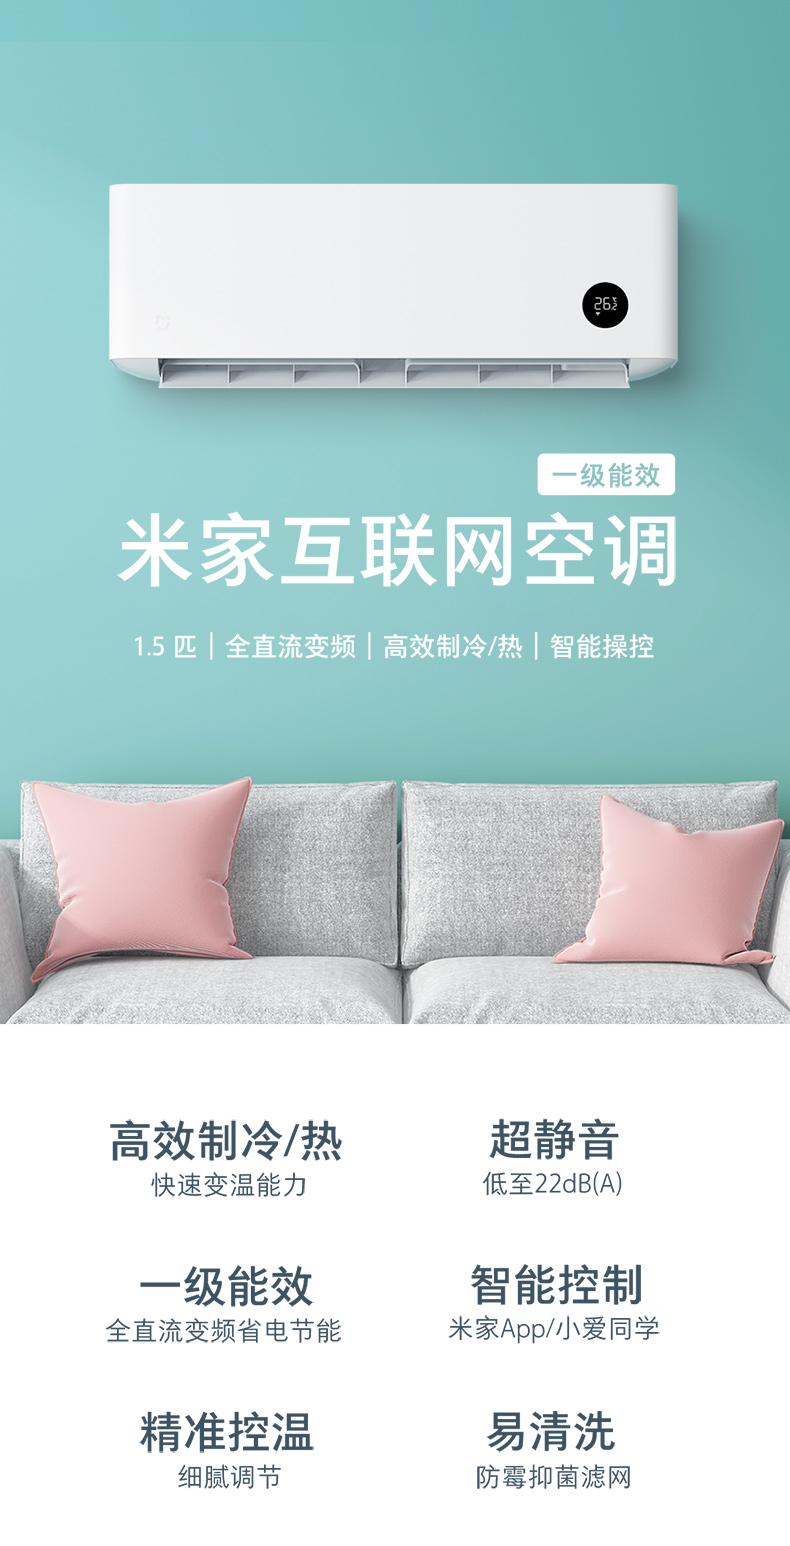 26.5
一级能效
米家互联网空调
1.5 匹｜全直流变频｜高效制冷/热｜智能操控
高效制冷/热
快速变温能力
超静音
低至22dB(A)
一级能效
全直流变频省电节能
智能控制
米家App/小爱同学
精准控温
细腻调节
易清洗
防霉抑菌滤网